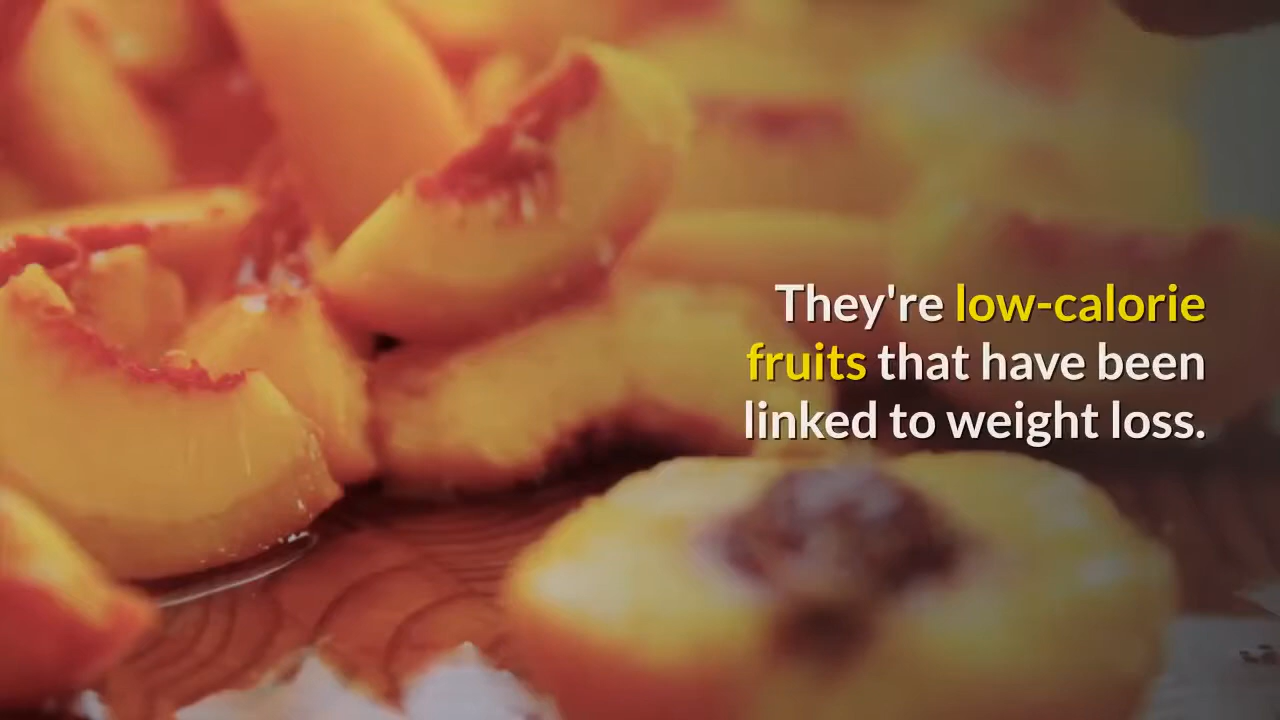 They're low-calorie
fruits that have been
linked to weight loss.